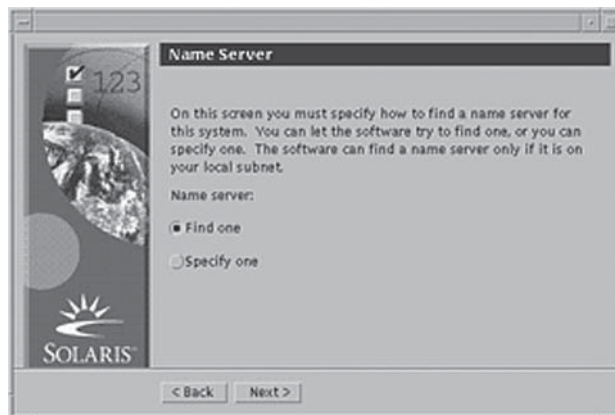 Name Server
123
On this screen you must specify how to find a name server for
this system. You can let the software try to find one, or you can
specify one. The software can find a name server only if it is on
your local subnet.
Name server:
Find one
Specify one
SOLARIS
< Back
Next >